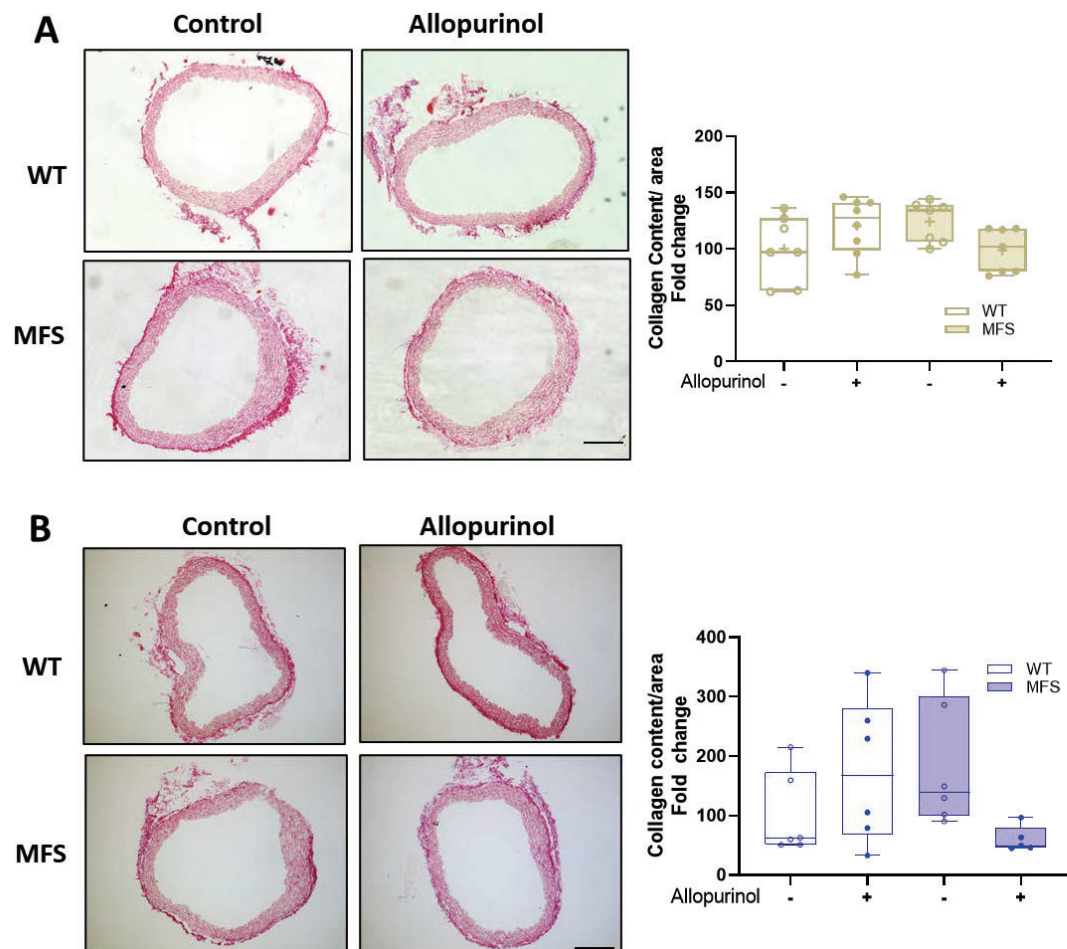 A
Control
Allopurinol
WT
MFS
Collagen Content/ area
Fold change
200
150
100
50
0
WT
MFS
Allopurinol - + - +
B
Control
Allopurinol
WT
MFS
Collagen content/area
Fold change
400
300
200
100
0
WT
MFS
Allopurinol - + - +